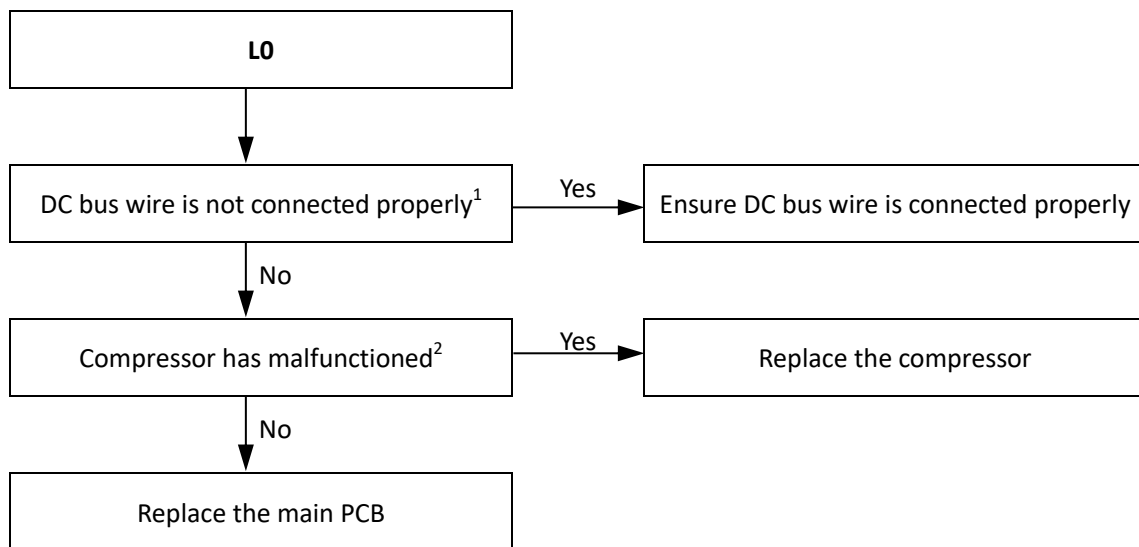 L0
DC bus wire is not connected properly1
Yes
Ensure DC bus wire is connected properly
No
Compressor has malfunctioned2
Yes
Replace the compressor
No
Replace the main PCB